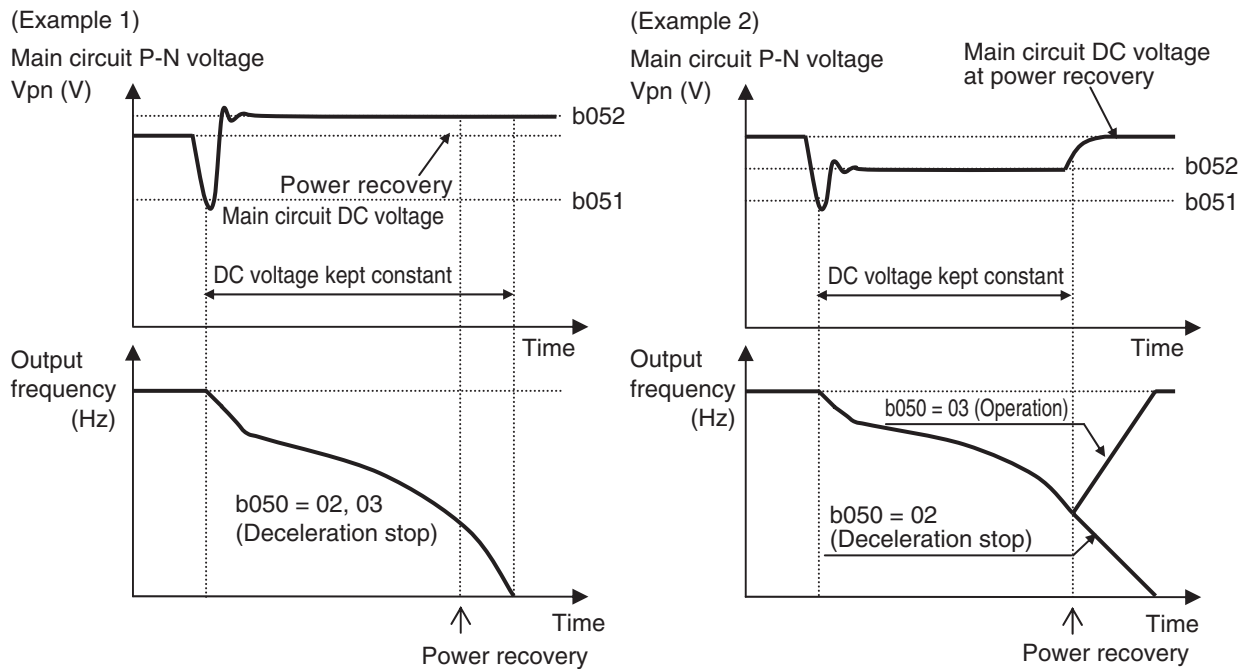 (Example 1)
Main circuit P-N voltage
Vpn (V)
b052
Power recovery
b051
Main circuit DC voltage
DC voltage kept constant
Time
Output
frequency
(Hz)
b050 = 02, 03
(Deceleration stop)
Time
Power recovery
(Example 2)
Main circuit P-N voltage
Vpn (V)
Main circuit DC voltage
at power recovery
b052
b051
DC voltage kept constant
Time
Output
frequency
(Hz)
b050 = 03 (Operation)
b050 = 02
(Deceleration stop)
Time
Power recovery